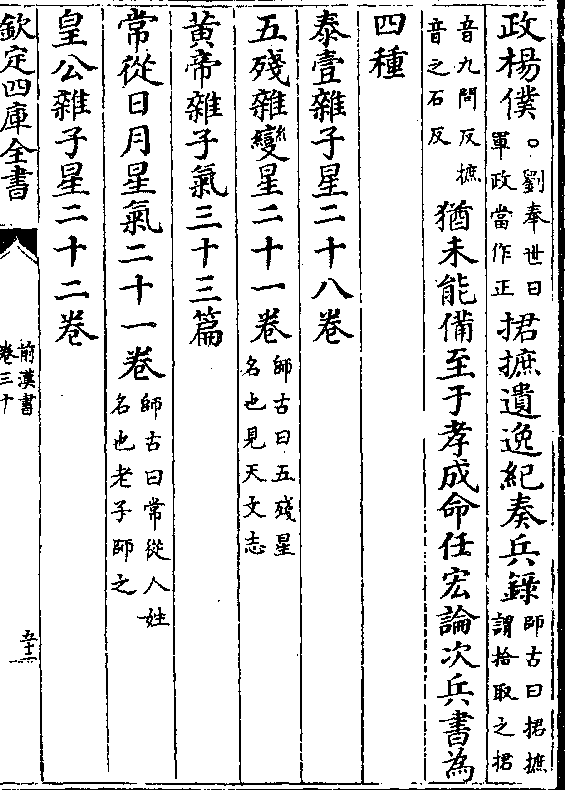 政楊僕○劉奉世曰軍政當作正捃摭遺逸紀奏兵錄師古曰捃摭謂拾取之捃
音九問反摭音之石反猶未能備至于孝成命任宏論次兵書為
四種
泰壹雜子星二十八卷
五殘雜變星二十一卷師古曰五殘星名也見天文志
黃帝雜子氣三十三篇
常從日月星氣二十一卷師古曰常從人姓名也老子師之
皇公雜子星二十二卷
欽定四庫全書
前漢書
卷三十